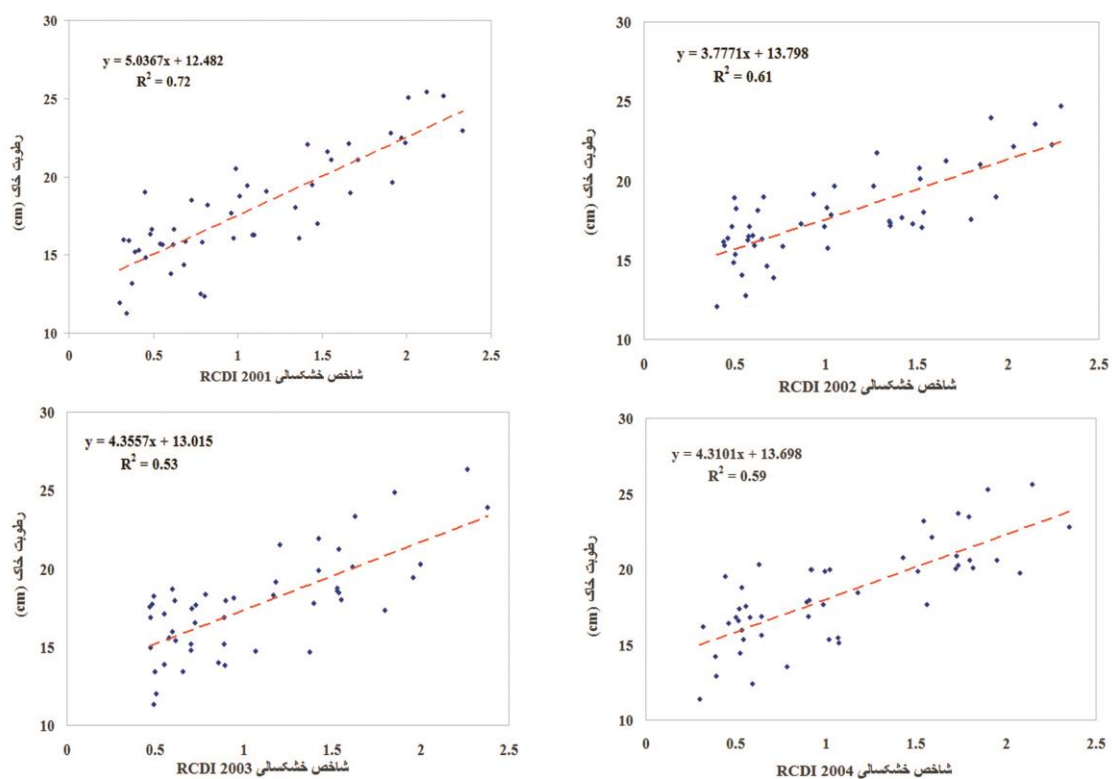 30
25
20
15
10
رطوبت خاک (cm)
y = 5.0367x + 12.482
R2 = 0.72
0 0.5 1 1.5 2 2.5
شاخص خشکسالی RCDI 2001
30
25
20
15
10
رطوبت خاک (cm)
y = 3.7771x + 13.798
R2 = 0.61
0 0.5 1 1.5 2 2.5
شاخص خشکسالی RCDI 2002
30
25
20
15
10
رطوبت خاک (cm)
y = 4.3557x + 13.015
R2 = 0.53
0 0.5 1 1.5 2 2.5
شاخص خشکسالی RCDI 2003
30
25
20
15
10
رطوبت خاک (cm)
y = 4.3101x + 13.698
R2 = 0.59
0 0.5 1 1.5 2 2.5
شاخص خشکسالی RCDI 2004